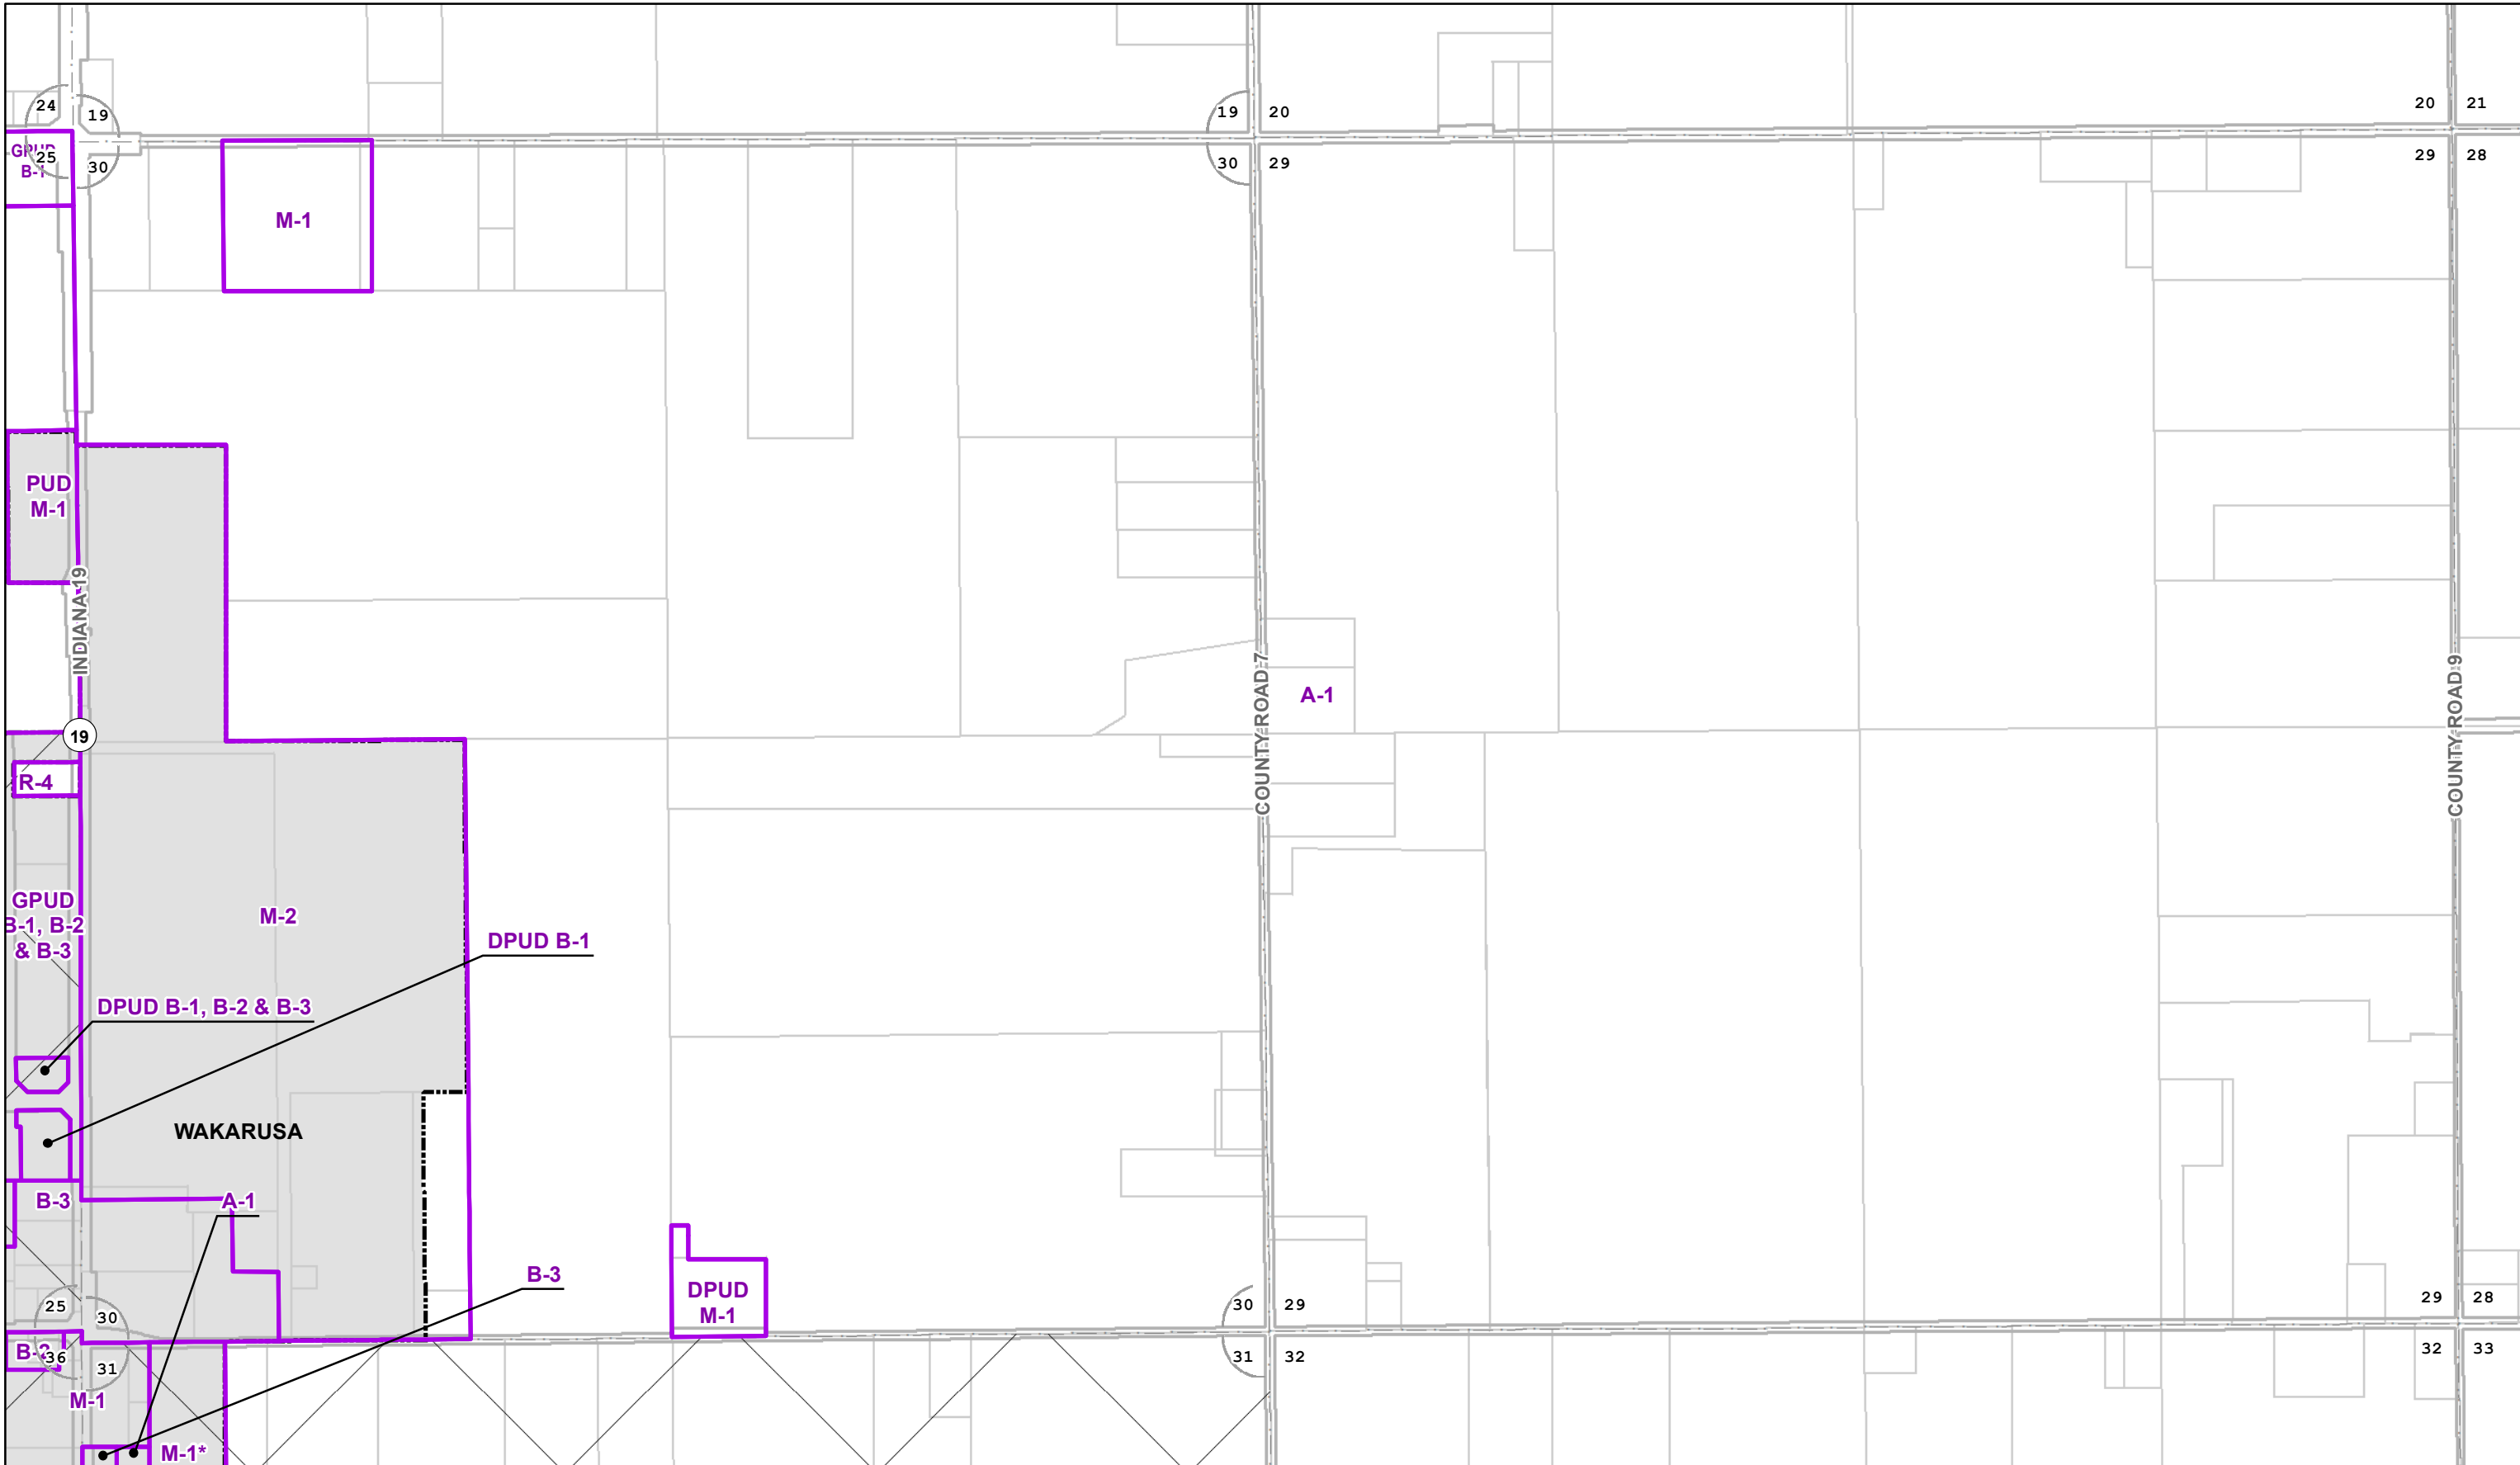 24
19
19
20
20
21
GPUD
B-1
25
30
30
29
29
28
M-1
PUD
M-1
INDIANA 19
COUNTY ROAD 7
COUNTY ROAD 9
A-1
19
R-4
GPUD
B-1, B-2
& B-3
M-2
DPUD B-1
DPUD B-1, B-2 & B-3
WAKARUSA
B-3
A-1
B-3
DPUD
M-1
25
30
30
29
29
28
36
31
31
32
32
33
M-1
M-1*